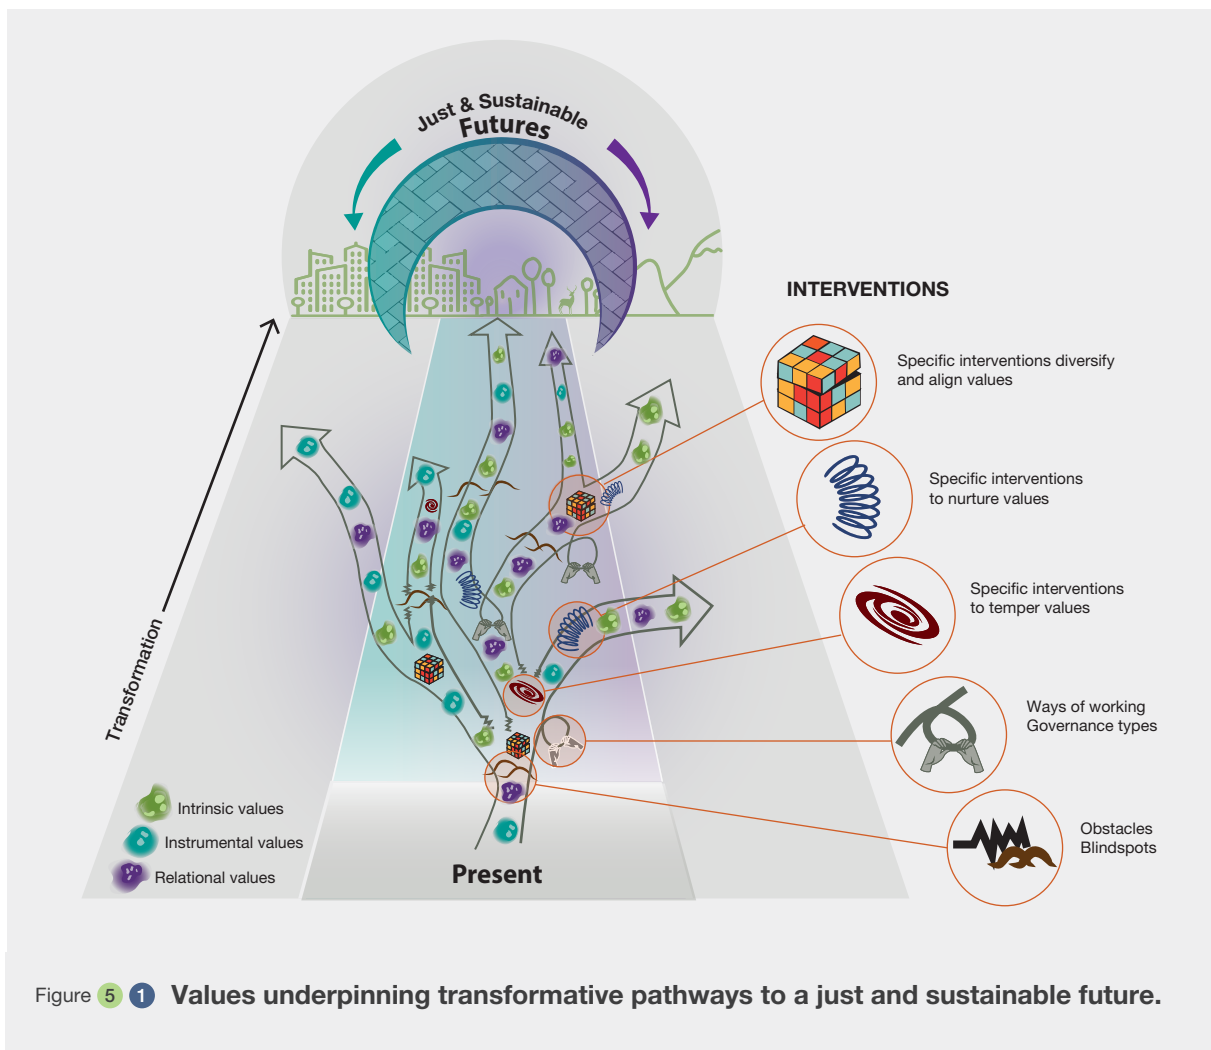 Just & Sustainable
Futures
INTERVENTIONS
Specific interventions diversify
and align values
Specific interventions
to nurture values
Specific interventions
to temper values
Ways of working
Governance types
Obstacles
Blindspots
Transformation
Intrinsic values
Instrumental values
Relational values
Present
Figure 5 1 Values underpinning transformative pathways to a just and sustainable future.